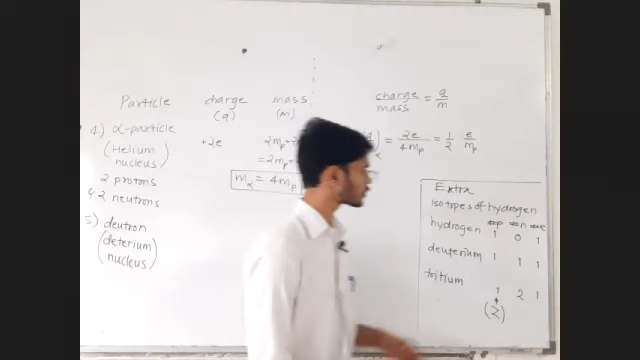 Particle charge mass charge/mass = q/m
(q) (m)
4) α-particle +2e 2mp+2 = 2e/4mp = 1/2 e/mp
(Helium = 2mp+
nucleus)
2 protons mα = 4mp
& 2 neutrons
5) deutron
(deterium
nucleus)
Extra
isotopes of hydrogen
hydrogen 1 0 1
deuterium 1 1 1
tritium
1 2 1
(2)